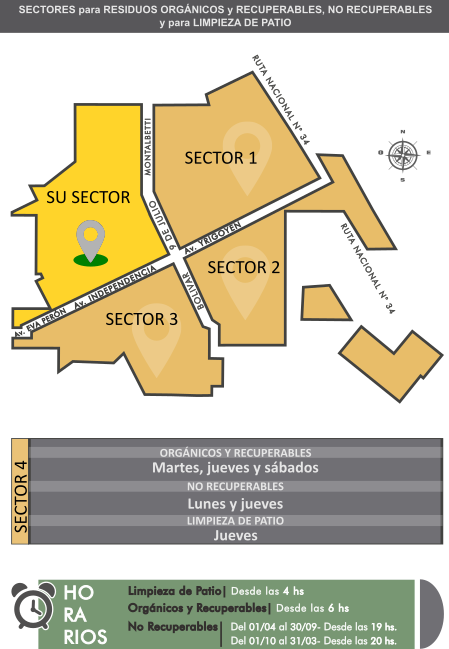 SECTORES para RESIDUOS ORGÁNICOS y RECUPERABLES, NO RECUPERABLES
y para LIMPIEZA DE PATIO
RUTA NACIONAL N° 34
MONTALBETTI
SECTOR 1
N
O
E
S
SU SECTOR
9 DE JULIO
Av. YRIGOYEN
RUTA NACIONAL N° 34
SECTOR 2
Av. INDEPENDENCIA
BOLIVAR
Av. EVA PERÓN
SECTOR 3
SECTOR 4
ORGÁNICOS Y RECUPERABLES
Martes, jueves y sábados
NO RECUPERABLES
Lunes y jueves
LIMPIEZA DE PATIO
Jueves
HO
RA
RIOS
Limpieza de Patio| Desde las 4 hs
Orgánicos y Recuperables| Desde las 6 hs
No Recuperables| Del 01/04 al 30/09- Desde las 19 hs.
Del 01/10 al 31/03- Desde las 20 hs.